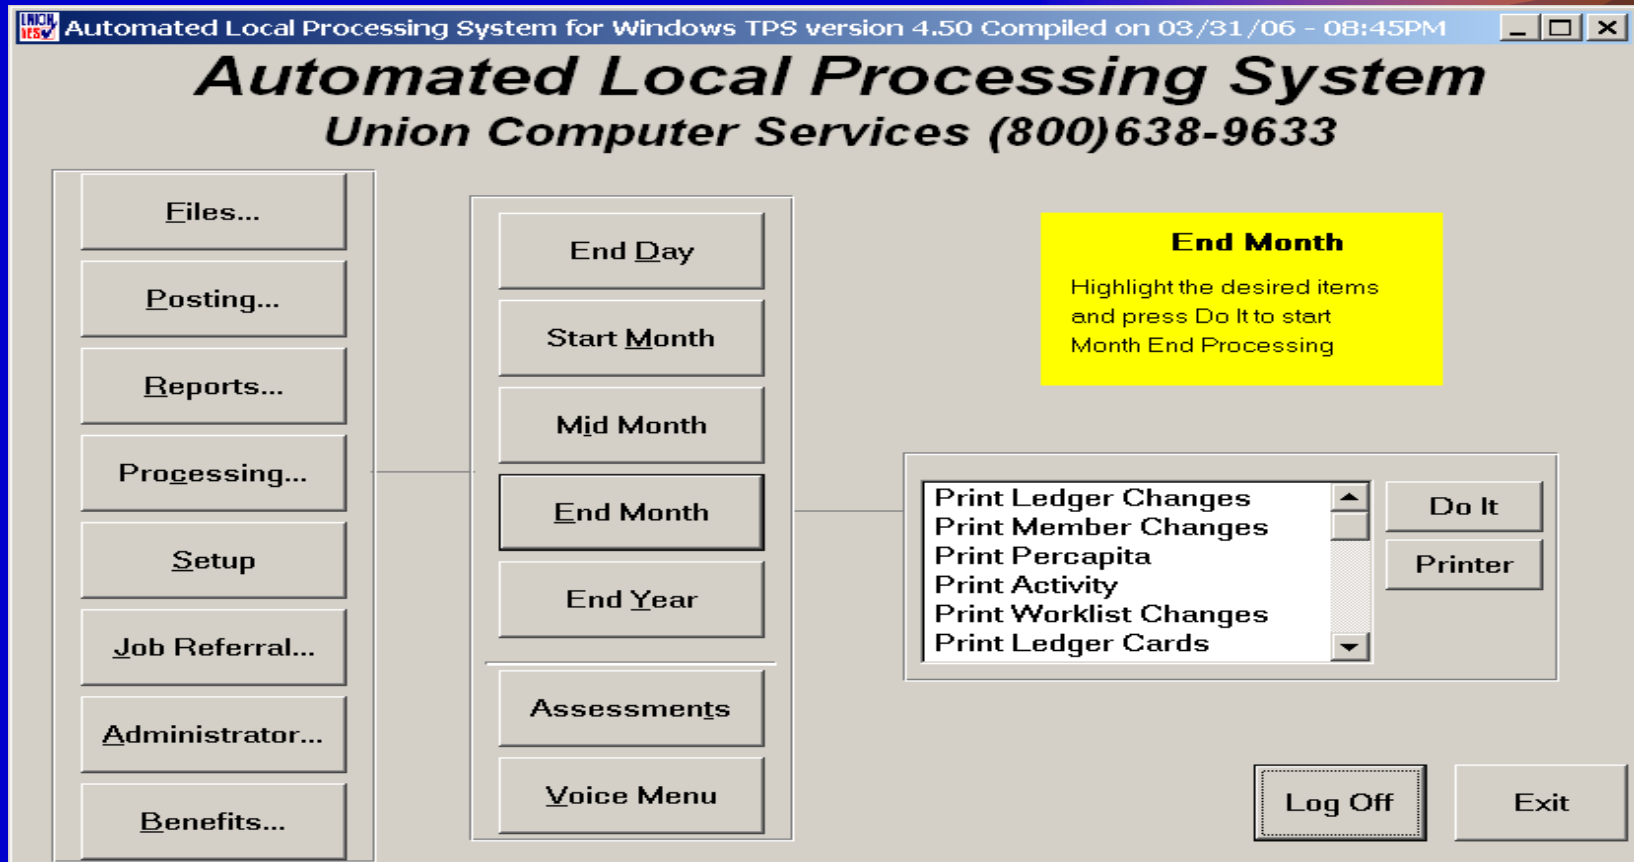 UNION
YES
Automated Local Processing System for Windows TPS version 4.50 Compiled on 03/31/06 - 08:45PM
Automated Local Processing System
Union Computer Services (800)638-9633
Files...
Posting...
Reports...
Processing...
Setup
Job Referral...
Administrator...
Benefits...
End Day
Start Month
Mid Month
End Month
End Year
Assessments
Voice Menu
End Month
Highlight the desired items
and press Do It to start
Month End Processing
Print Ledger Changes
Print Member Changes
Print Percapita
Print Activity
Print Worklist Changes
Print Ledger Cards
Do It
Printer
Log Off
Exit